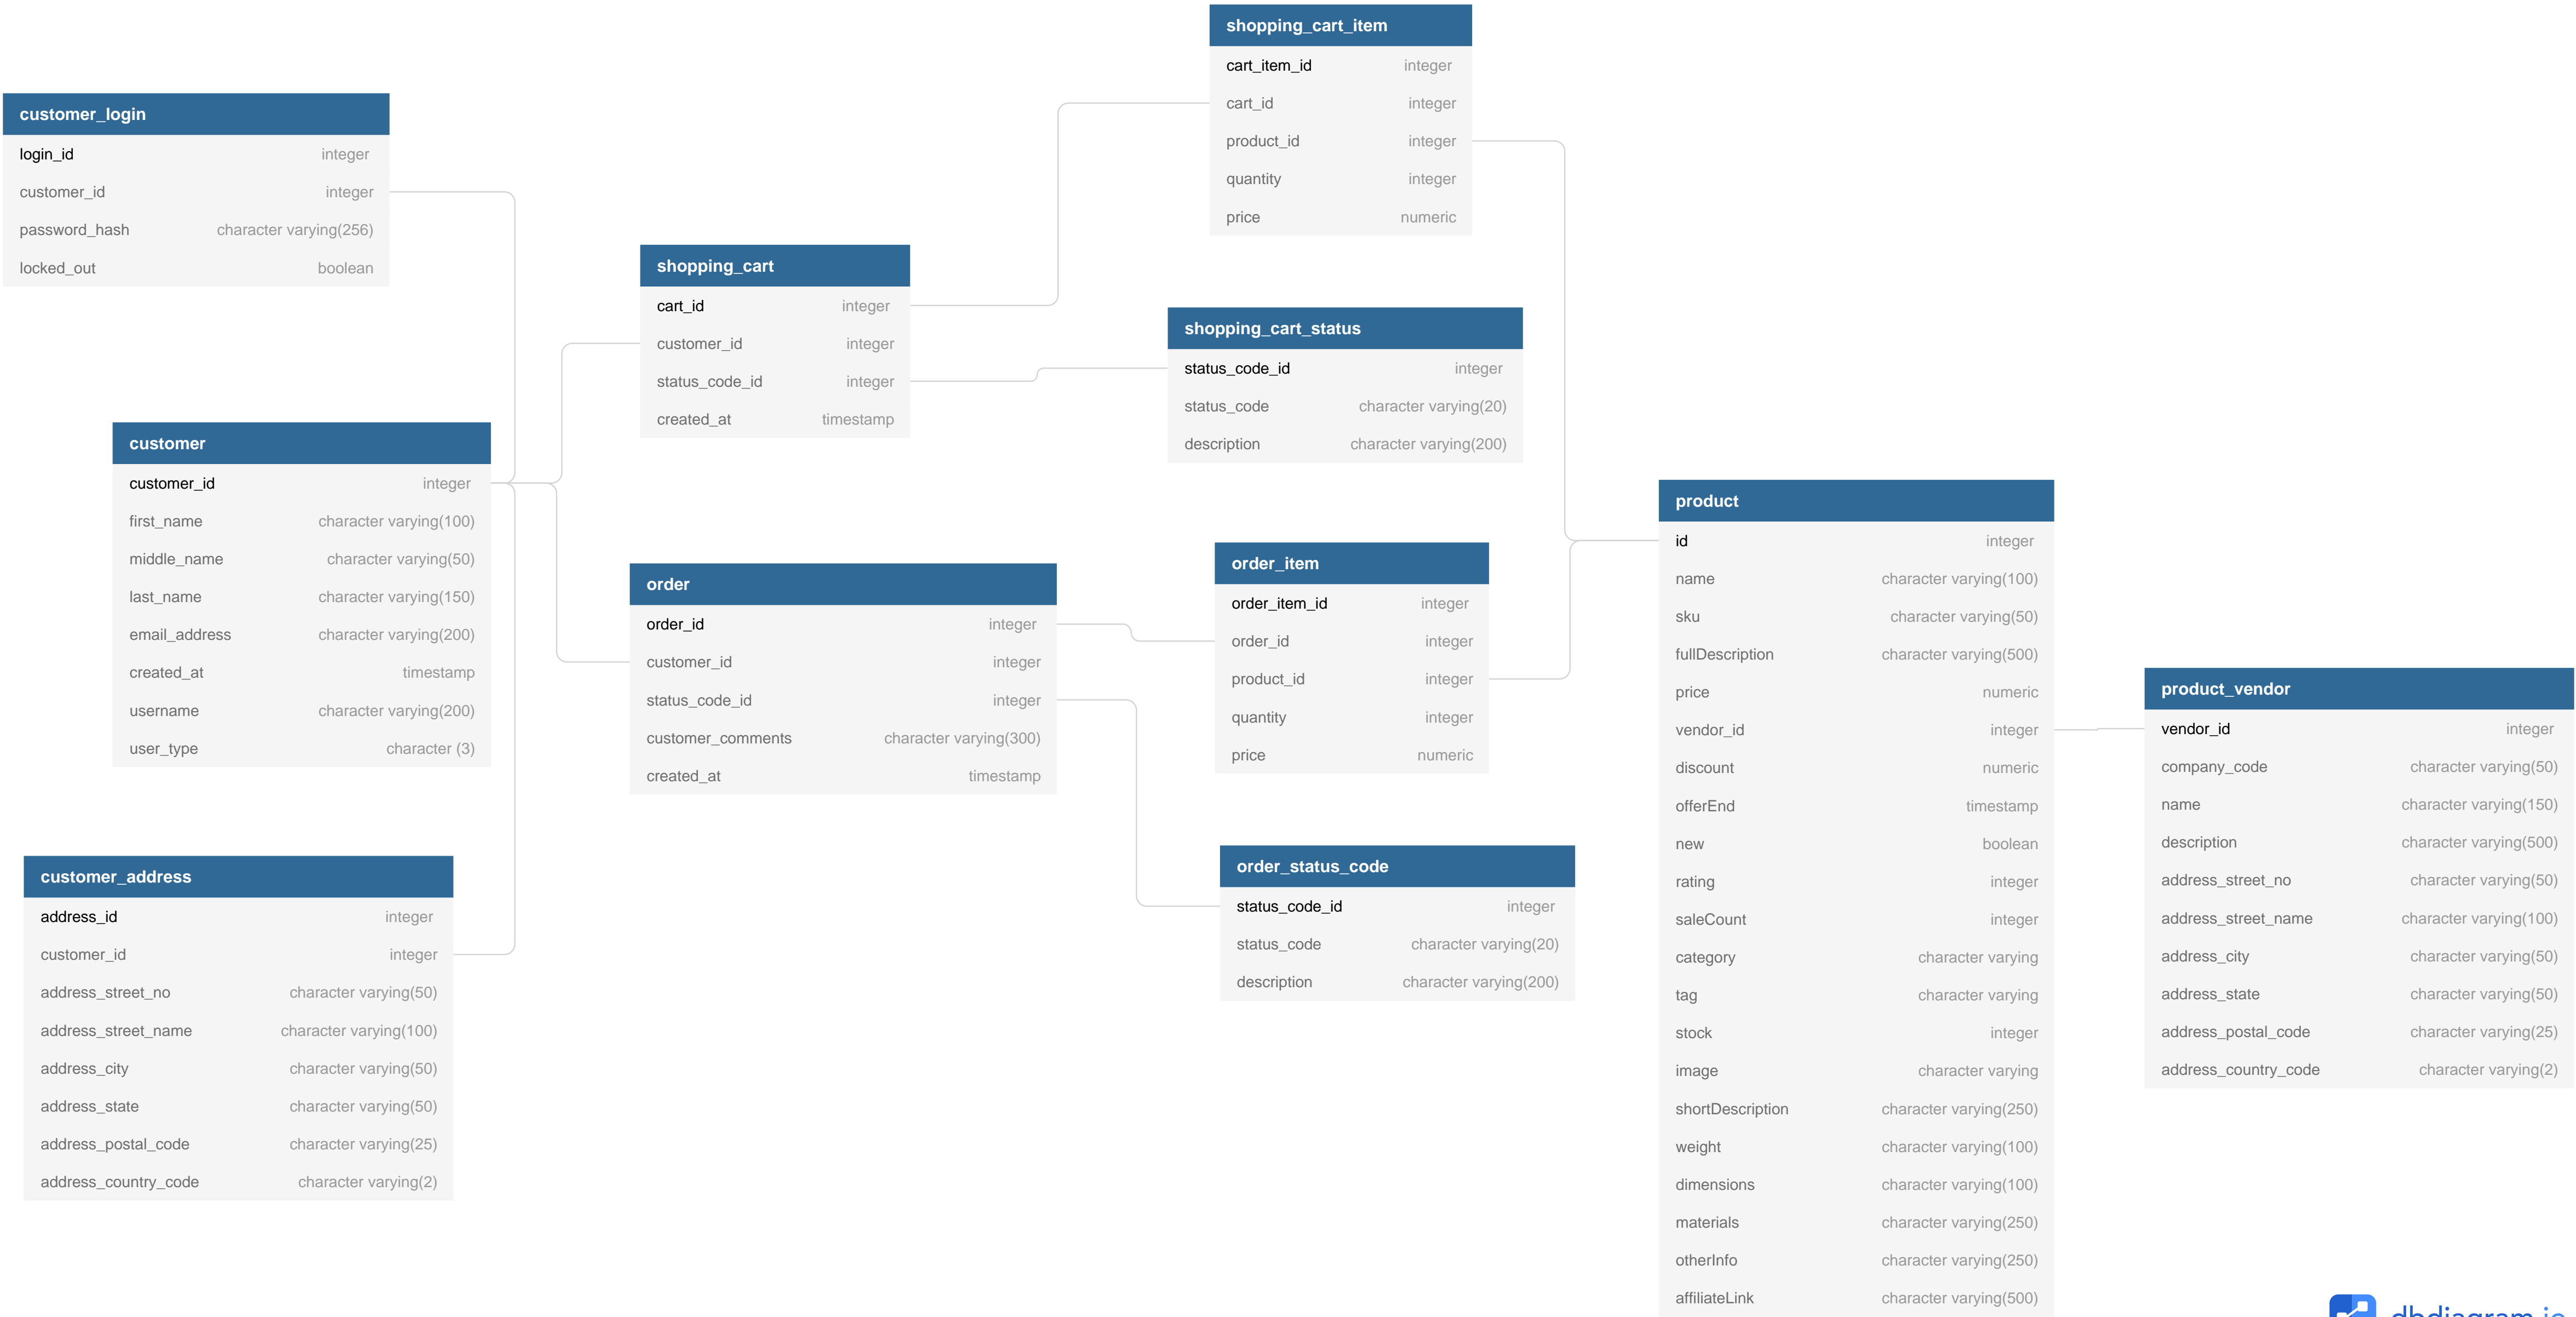 shopping_cart_item
cart_item_id integer
cart_id integer
product_id integer
quantity integer
price numeric
customer_login
login_id integer
customer_id integer
password_hash character varying(256)
locked_out boolean
shopping_cart
cart_id integer
customer_id integer
status_code_id integer
created_at timestamp
shopping_cart_status
status_code_id integer
status_code character varying(20)
description character varying(200)
customer
customer_id integer
first_name character varying(100)
middle_name character varying(50)
last_name character varying(150)
email_address character varying(200)
created_at timestamp
username character varying(200)
user_type character (3)
order
order_id integer
customer_id integer
status_code_id integer
customer_comments character varying(300)
created_at timestamp
order_item
order_item_id integer
order_id integer
product_id integer
quantity integer
price numeric
product
id integer
name character varying(100)
sku character varying(50)
fullDescription character varying(500)
price numeric
vendor_id integer
discount numeric
offerEnd timestamp
new boolean
rating integer
saleCount integer
category character varying
tag character varying
stock integer
image character varying
shortDescription character varying(250)
weight character varying(100)
dimensions character varying(100)
materials character varying(250)
otherInfo character varying(250)
affiliateLink character varying(500)
product_vendor
vendor_id integer
company_code character varying(50)
name character varying(150)
description character varying(500)
address_street_no character varying(50)
address_street_name character varying(100)
address_city character varying(50)
address_state character varying(50)
address_postal_code character varying(25)
address_country_code character varying(2)
customer_address
address_id integer
customer_id integer
address_street_no character varying(50)
address_street_name character varying(100)
address_city character varying(50)
address_state character varying(50)
address_postal_code character varying(25)
address_country_code character varying(2)
order_status_code
status_code_id integer
status_code character varying(20)
description character varying(200)
dbdiagram.io